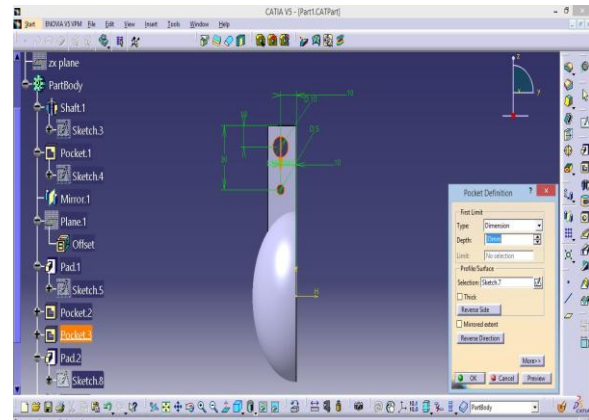 CATIA V5 - [Part1.CATPart]
Start ENOVIA V5 VPM File Edit View Insert Tools Window Help
zx plane
PartBody
Shaft.1
Sketch.3
Pocket.1
Sketch.4
Mirror.1
Plane.1
Offset
Pad.1
Sketch.5
Pocket.2
Pocket.3
Pad.2
Sketch.8
H
z
x
y
Pocket Definition
? x
First Limit
Type: Dimension
Depth:
Limit: No selection
Profile/Surface
Selection: Sketch.7
Thick
Reverse Side
Mirrored extent
Reverse Direction
More>>
OK Cancel Preview
PartBody